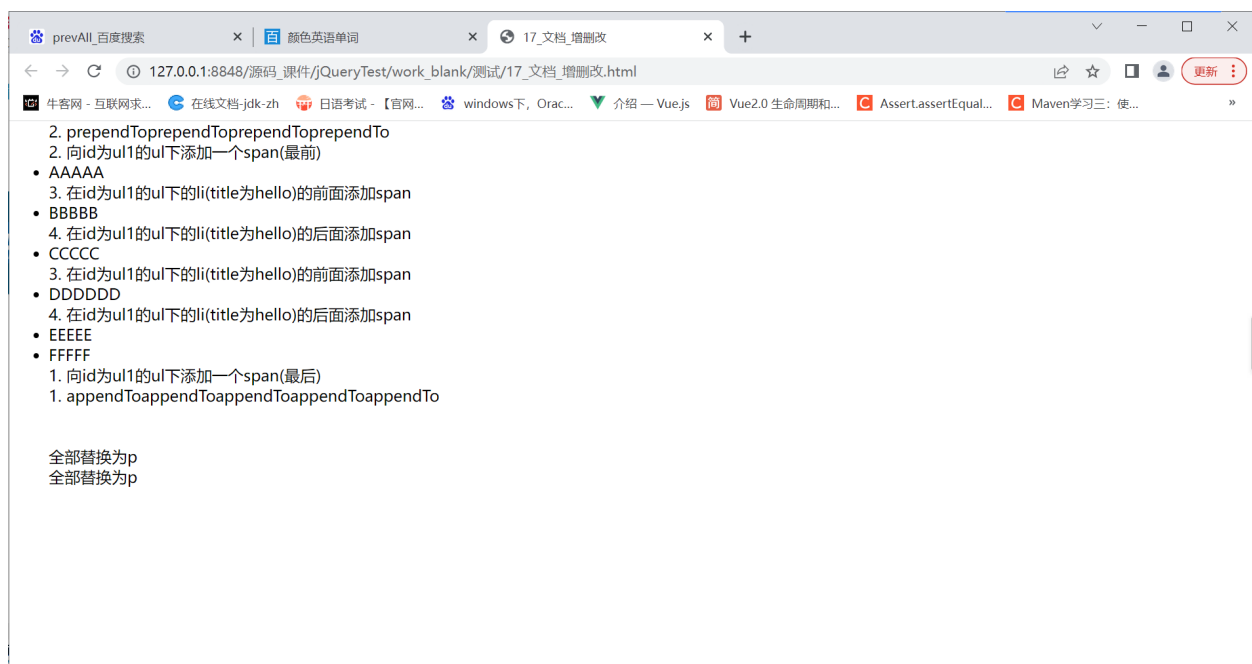 prevAll_百度搜索
百 颜色英语单词
17_文档_增删改
127.0.0.1:8848/源码_课件/jQueryTest/work_blank/测试/17_文档_增删改.html
更新
牛客网 - 互联网求...
在线文档-jdk-zh
日语考试 - 【官网...
windows下，Orac...
介绍 — Vue.js
简 Vue2.0 生命周期和...
C Assert.assertEqual...
C Maven学习三：使...
»
2. prependToprependToprependToprependTo
2. 向id为ul1的ul下添加一个span(最前)
• AAAAA
3. 在id为ul1的ul下的li(title为hello)的前面添加span
• BBBBB
4. 在id为ul1的ul下的li(title为hello)的后面添加span
• CCCCC
3. 在id为ul1的ul下的li(title为hello)的前面添加span
• DDDDDD
4. 在id为ul1的ul下的li(title为hello)的后面添加span
• EEEEE
• FFFFF
1. 向id为ul1的ul下添加一个span(最后)
1. appendToappendToappendToappendToappendTo
全部替换为p
全部替换为p